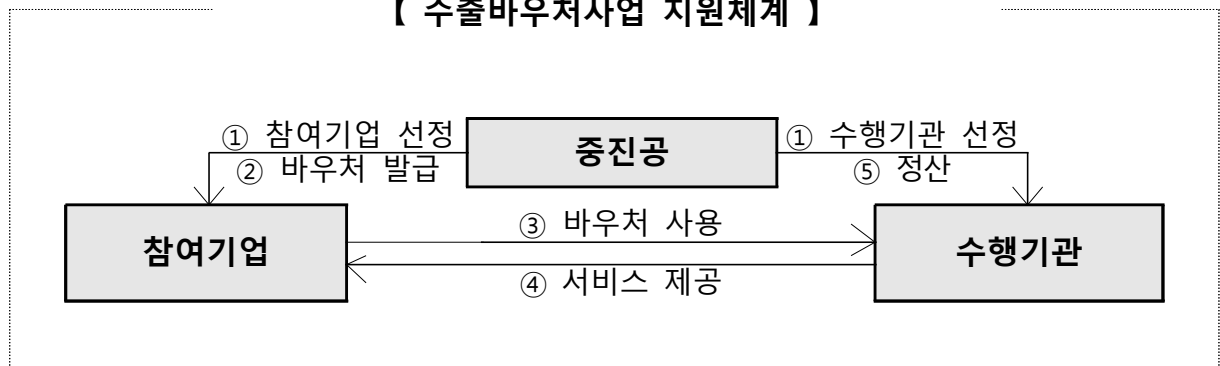 【 수출바우처사업 지원체계 】
① 참여기업 선정
② 바우처 발급
중진공
① 수행기관 선정
⑤ 정산
참여기업
③ 바우처 사용
④ 서비스 제공
수행기관